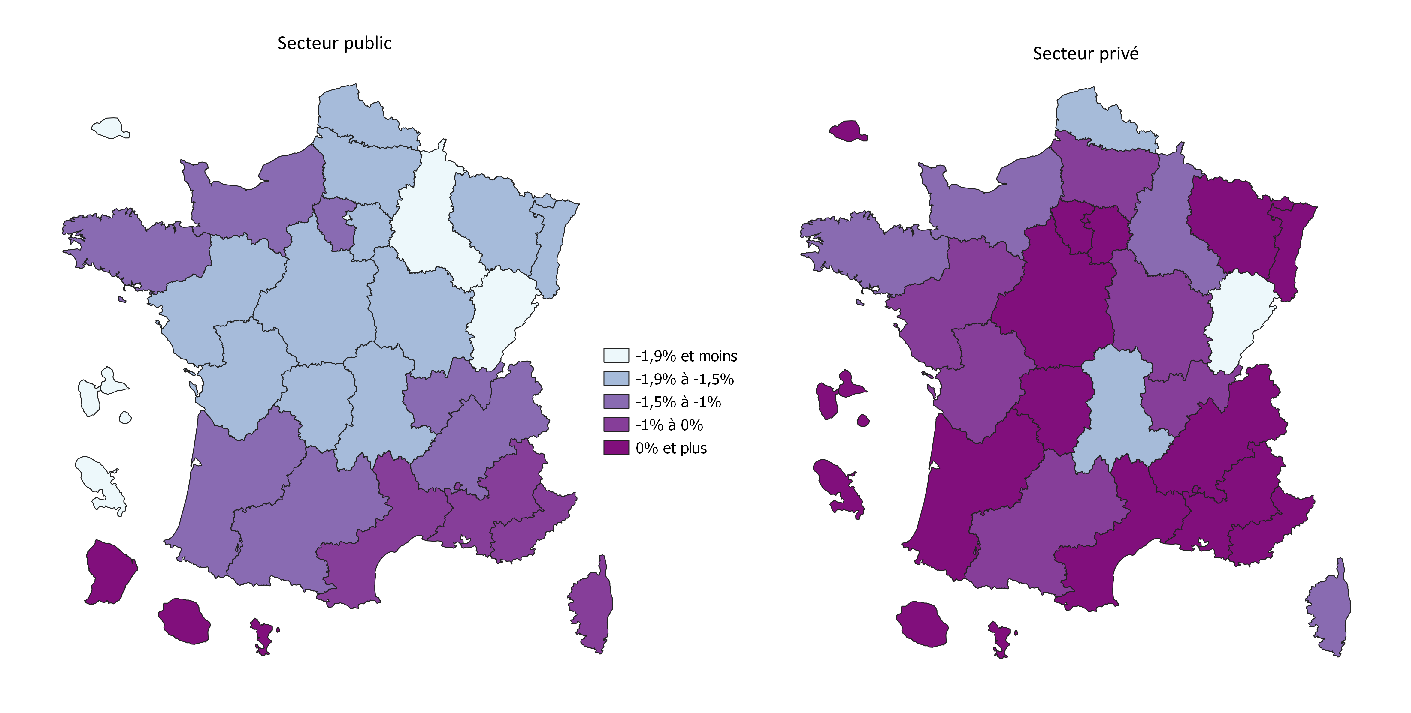 Secteur public
Secteur privé
-1,9% et moins
-1,9% à -1,5%
-1,5% à -1%
-1% à 0%
0% et plus